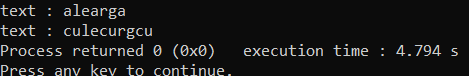 text : alearga
text : culecurgcu
Process returned 0 (0x0)   execution time : 4.794 s
Press any key to continue.